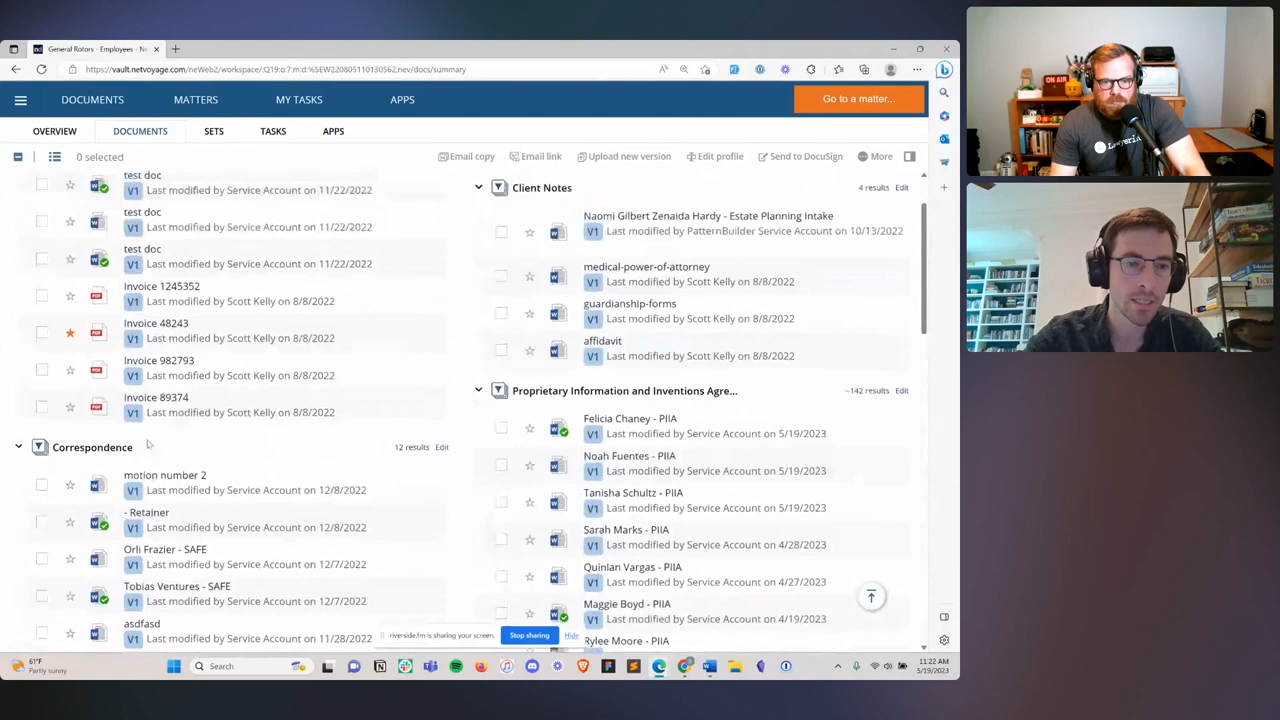 General Rotors - Employees - Ne
https://vault.netvoyage.com/neWeb2/workspace/:Q19:o:7:m:d:%5EW220805110130562.nev/docs/summary
DOCUMENTS MATTERS MY TASKS APPS Go to a matter...
OVERVIEW DOCUMENTS SETS TASKS APPS
0 selected Email copy Email link Upload new version Edit profile Send to DocuSign More
test doc
V1 Last modified by Service Account on 11/22/2022
test doc
V1 Last modified by Service Account on 11/22/2022
test doc
V1 Last modified by Service Account on 11/22/2022
Invoice 1245352
V1 Last modified by Scott Kelly on 8/8/2022
Invoice 48243
V1 Last modified by Scott Kelly on 8/8/2022
Invoice 982793
V1 Last modified by Scott Kelly on 8/8/2022
Invoice 89374
V1 Last modified by Scott Kelly on 8/8/2022
Correspondence 12 results Edit
motion number 2
V1 Last modified by Service Account on 12/8/2022
- Retainer
V1 Last modified by Service Account on 12/8/2022
Orli Frazier - SAFE
V1 Last modified by Service Account on 12/7/2022
Tobias Ventures - SAFE
V1 Last modified by Service Account on 12/7/2022
asdfasd
V1 Last modified by Service Account on 11/28/2022
Client Notes 4 results Edit
Naomi Gilbert Zenaida Hardy - Estate Planning Intake
V1 Last modified by PatternBuilder Service Account on 10/13/2022
medical-power-of-attorney
V1 Last modified by Scott Kelly on 8/8/2022
guardianship-forms
V1 Last modified by Scott Kelly on 8/8/2022
affidavit
V1 Last modified by Scott Kelly on 8/8/2022
Proprietary Information and Inventions Agre... ~142 results Edit
Felicia Chaney - PIIA
V1 Last modified by Service Account on 5/19/2023
Noah Fuentes - PIIA
V1 Last modified by Service Account on 5/19/2023
Tanisha Schultz - PIIA
V1 Last modified by Service Account on 5/19/2023
Sarah Marks - PIIA
V1 Last modified by Service Account on 4/28/2023
Quinlan Vargas - PIIA
V1 Last modified by Service Account on 4/27/2023
Maggie Boyd - PIIA
V1 Last modified by Service Account on 4/19/2023
Rylee Moore - PIIA
riverside.fm is sharing your screen. Stop sharing Hide
61°F
Partly sunny
Search
11:22 AM
5/19/2023
ON AIR